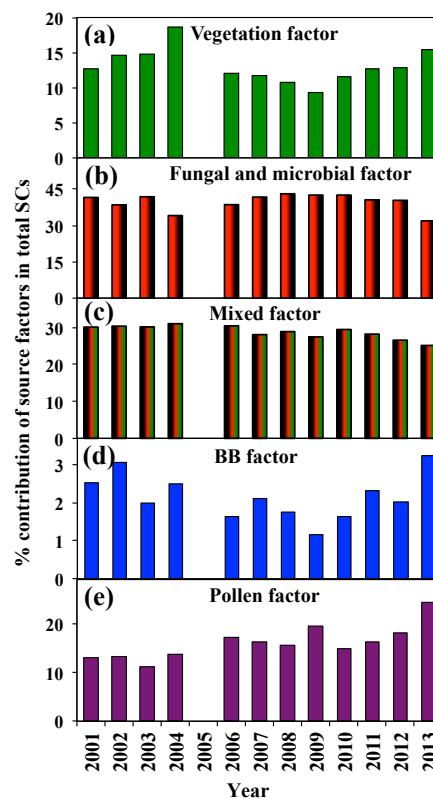 % contribution of source factors in total SCs
(a)
Vegetation factor
20
15
10
5
0
(b)
Fungal and microbial factor
45
30
15
0
(c)
Mixed factor
30
20
10
0
(d)
BB factor
3
2
1
0
(e)
Pollen factor
20
10
0
2001
2002
2003
2004
2005
2006
2007
2008
2009
2010
2011
2012
2013
Year